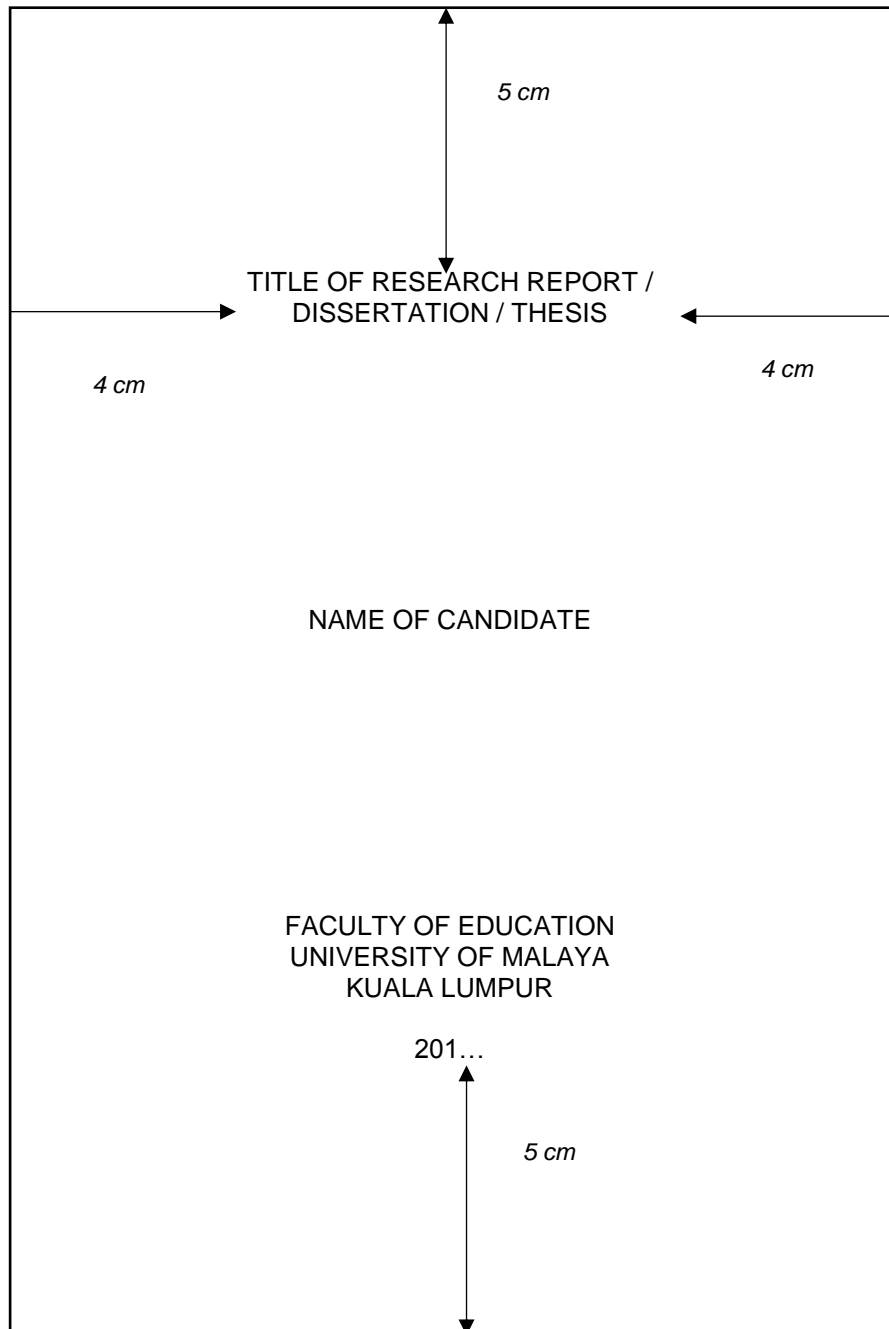 5 cm
TITLE OF RESEARCH REPORT /
DISSERTATION / THESIS
4 cm
4 cm
NAME OF CANDIDATE
FACULTY OF EDUCATION
UNIVERSITY OF MALAYA
KUALA LUMPUR
201…
5 cm